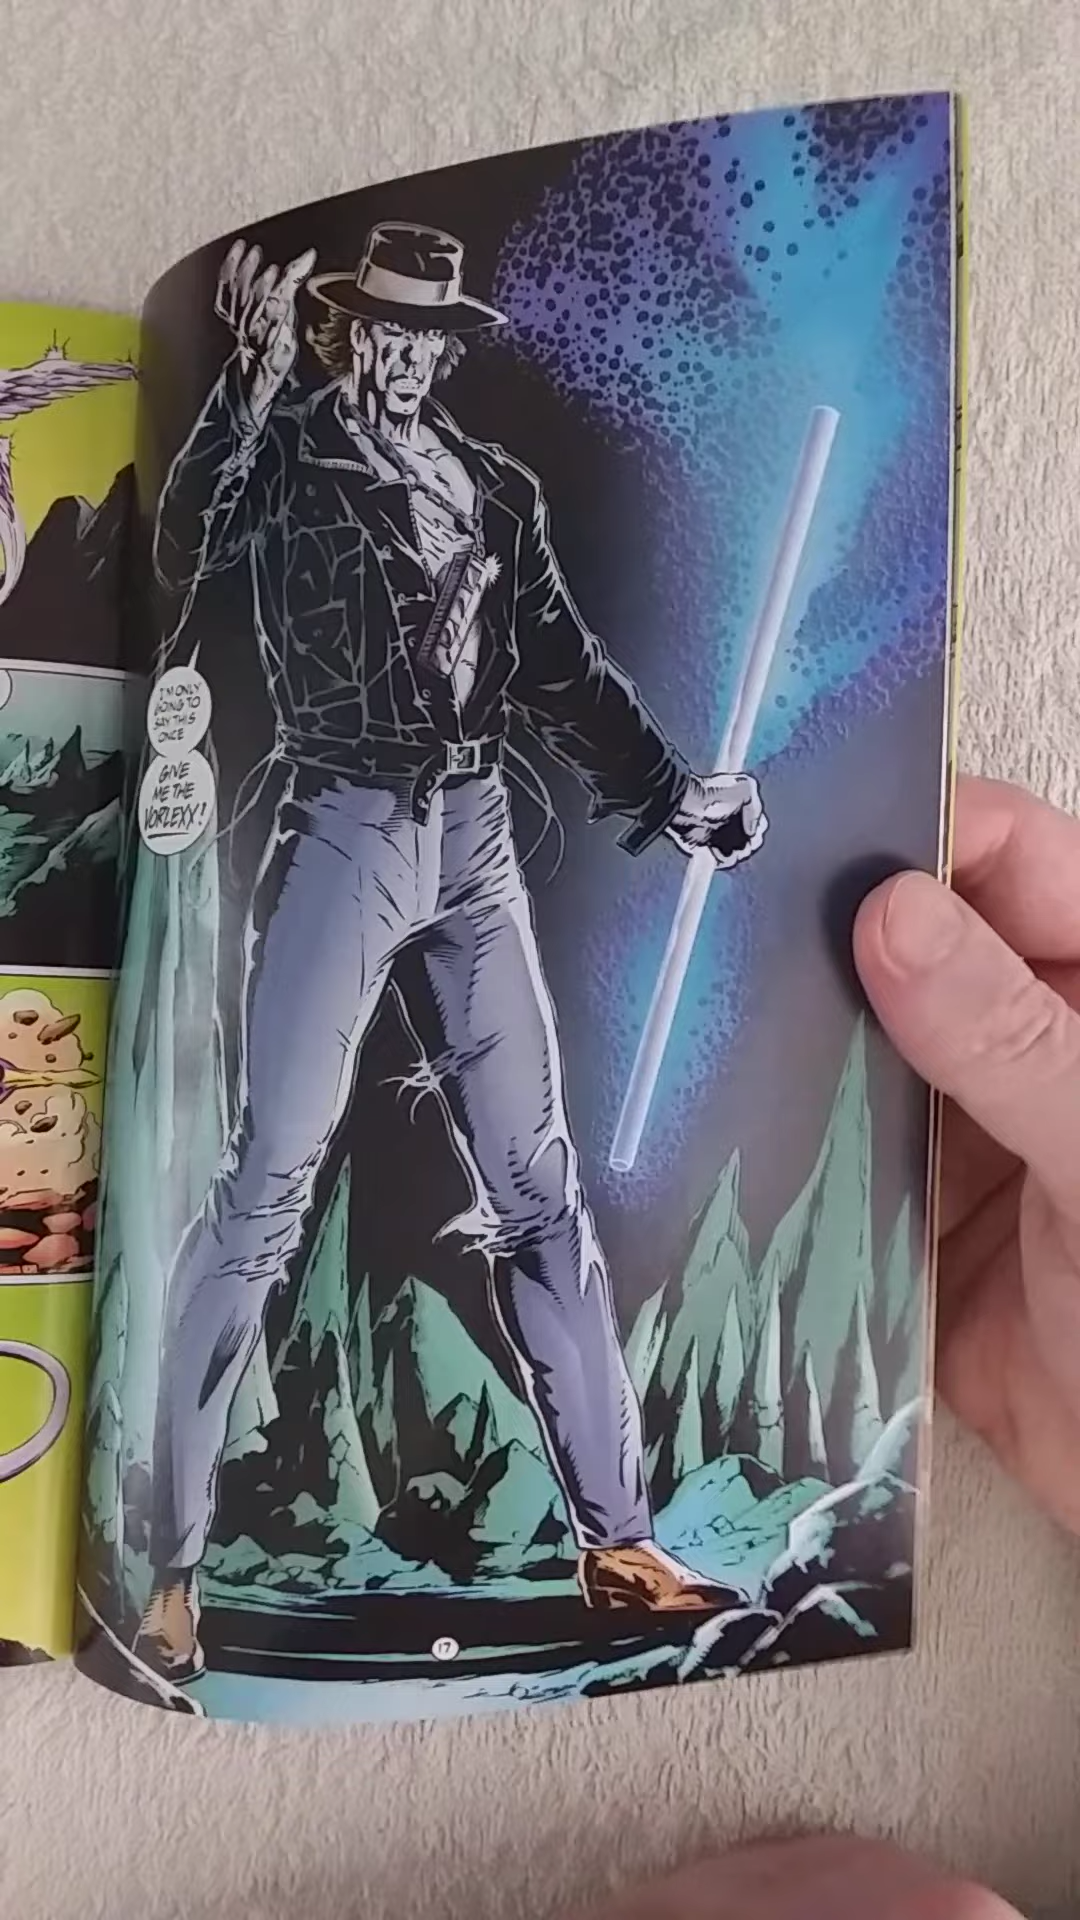 I'M ONLY
GOING TO
SAY THIS
ONCE
GIVE
ME THE
VORLEXX!
17